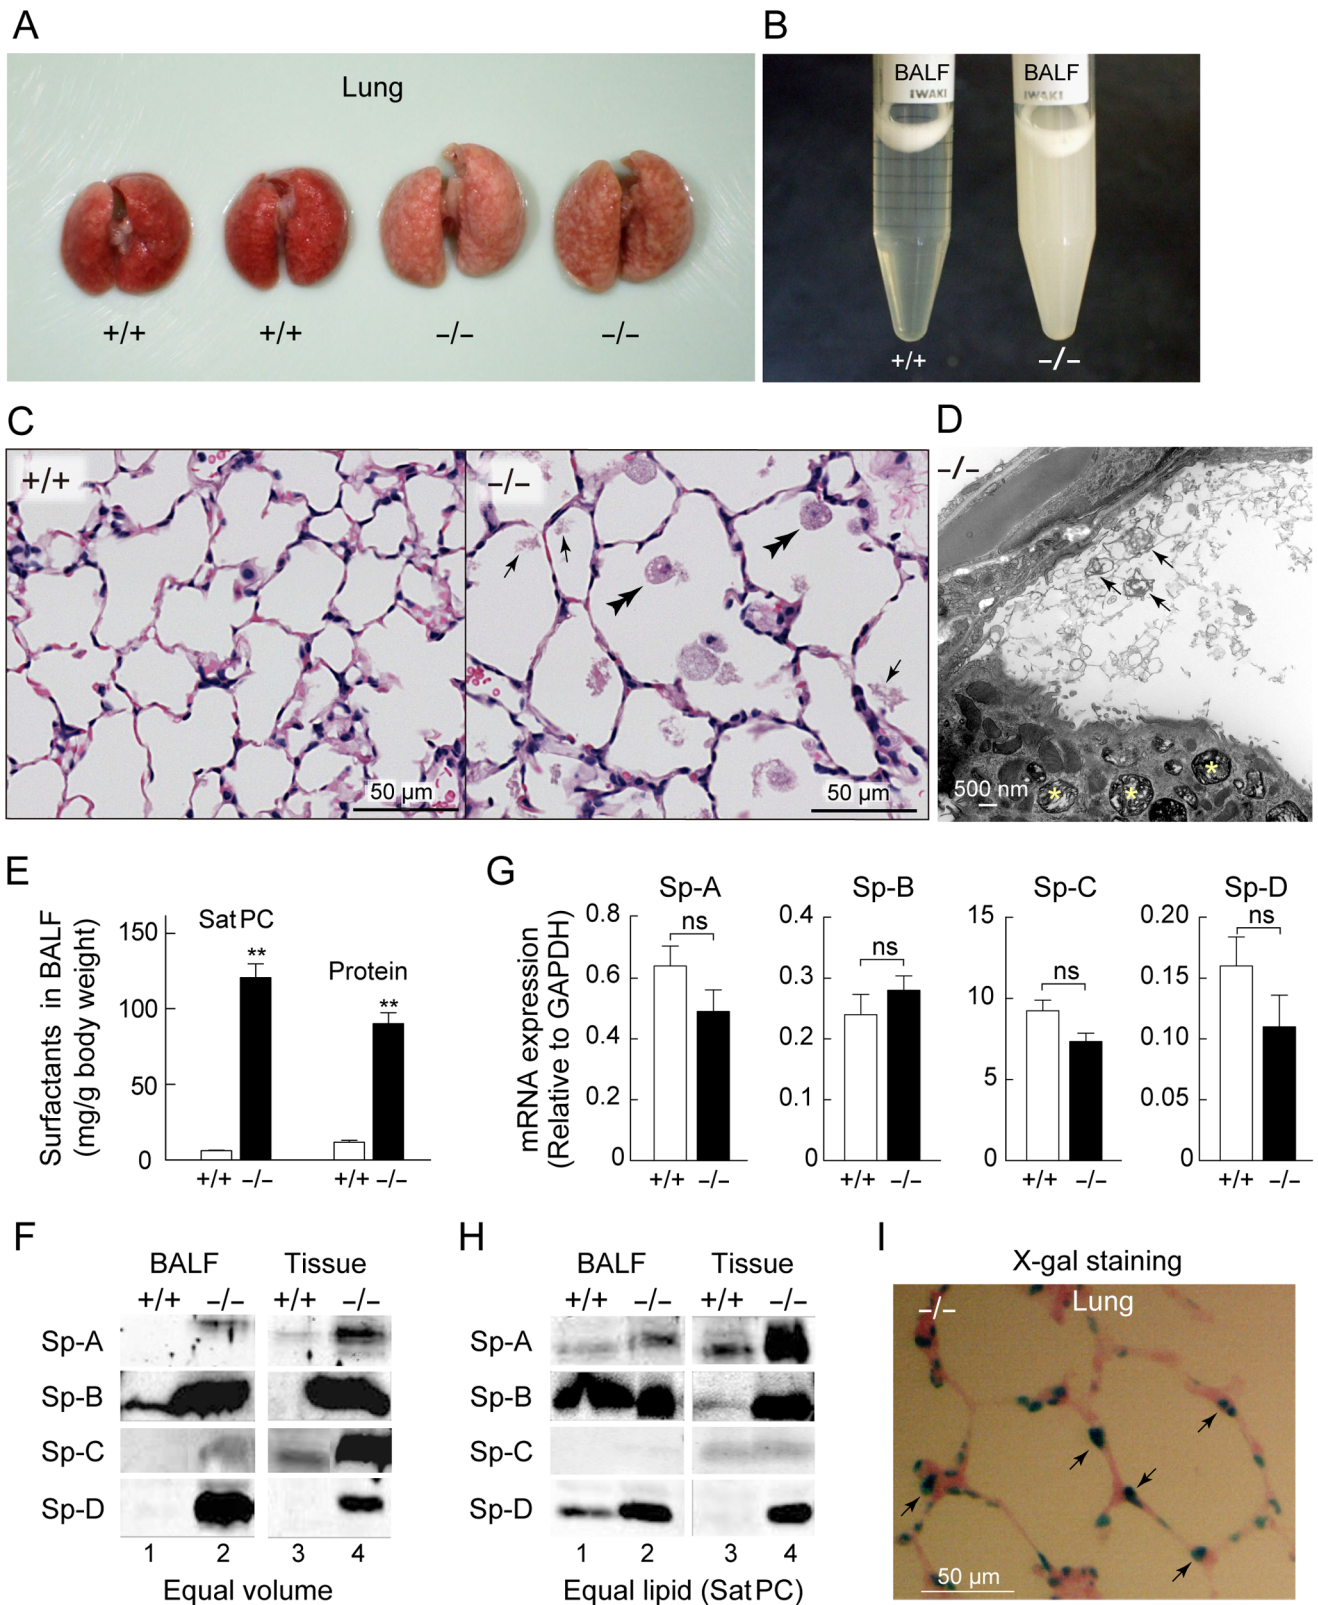 A
Lung
+/+ +/+ –/– –/–
B
BALF BALF
IWAKI IWAKI
+/+ –/–
C
+/+ –/–
50 µm 50 µm
D
–/–
* * *
500 nm
E
Surfactants in BALF
(mg/g body weight)
150
100
50
0
SatPC
**
Protein
**
+/+ –/– +/+ –/–
G
mRNA expression
(Relative to GAPDH)
Sp-A
0.8
0.6
0.4
0.2
0
ns
+/+ –/–
Sp-B
0.4
0.3
0.2
0.1
0
ns
+/+ –/–
Sp-C
15
10
5
0
ns
+/+ –/–
Sp-D
0.20
0.15
0.10
0.05
0
ns
+/+ –/–
F
BALF Tissue
+/+ –/– +/+ –/–
Sp-A
Sp-B
Sp-C
Sp-D
1 2 3 4
Equal volume
H
BALF Tissue
+/+ –/– +/+ –/–
Sp-A
Sp-B
Sp-C
Sp-D
1 2 3 4
Equal lipid (SatPC)
I
X-gal staining
–/– Lung
50 µm